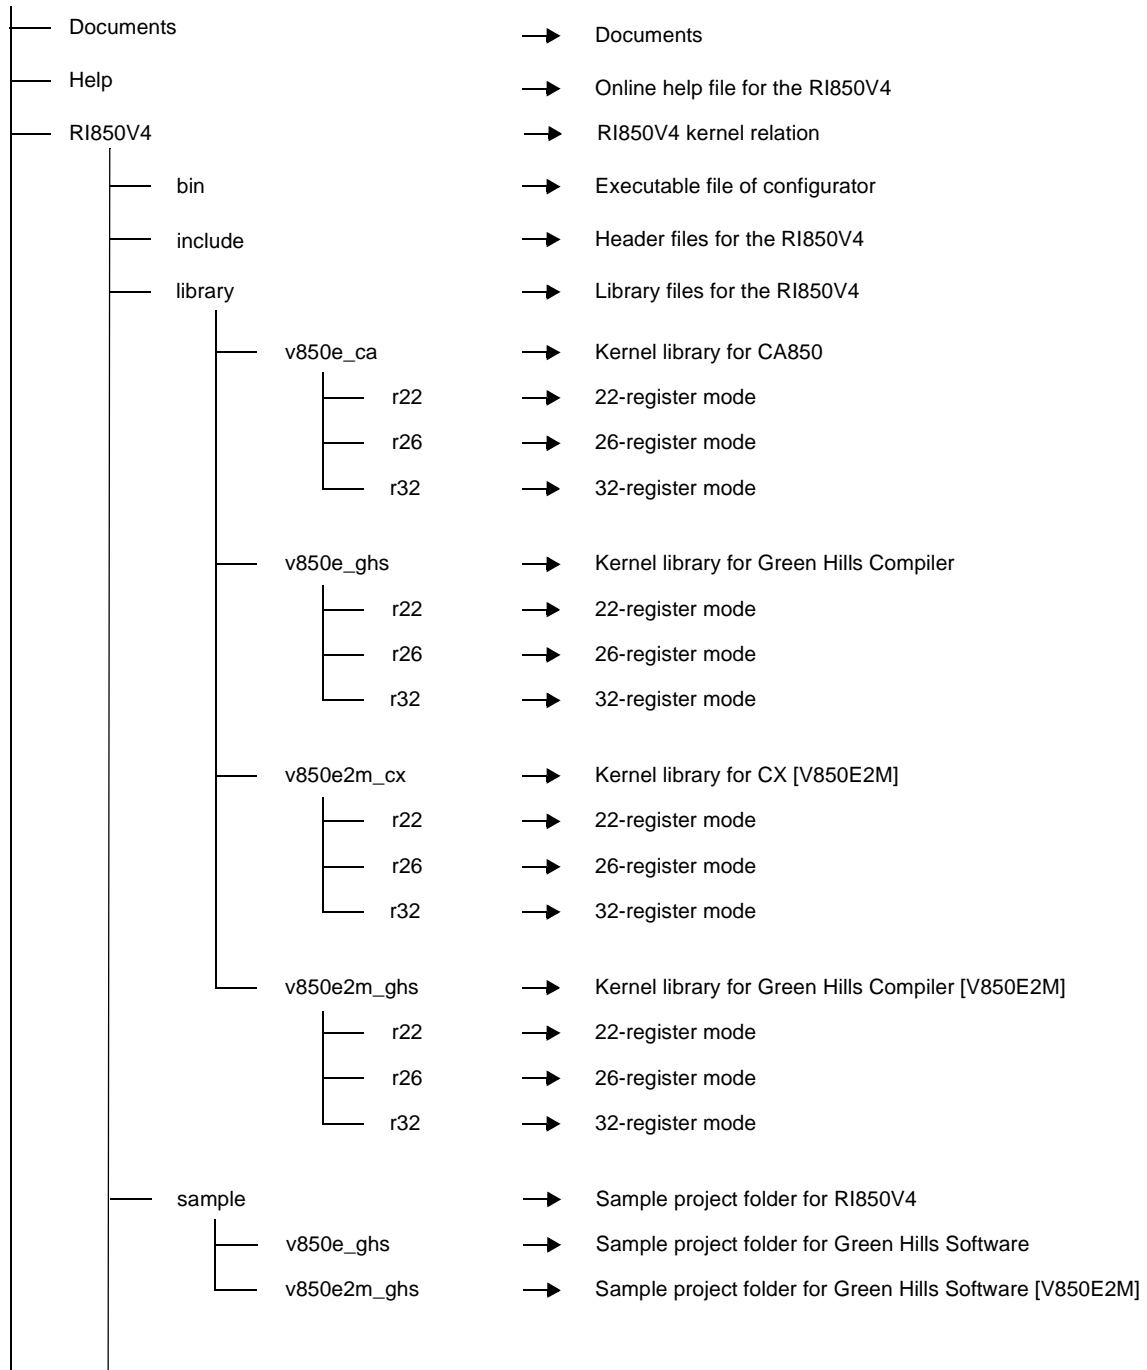 Documents Documents
Help Online help file for the RI850V4
RI850V4 RI850V4 kernel relation
bin Executable file of configurator
include Header files for the RI850V4
library Library files for the RI850V4
v850e_ca Kernel library for CA850
r22 22-register mode
r26 26-register mode
r32 32-register mode
v850e_ghs Kernel library for Green Hills Compiler
r22 22-register mode
r26 26-register mode
r32 32-register mode
v850e2m_cx Kernel library for CX [V850E2M]
r22 22-register mode
r26 26-register mode
r32 32-register mode
v850e2m_ghs Kernel library for Green Hills Compiler [V850E2M]
r22 22-register mode
r26 26-register mode
r32 32-register mode
sample Sample project folder for RI850V4
v850e_ghs Sample project folder for Green Hills Software
v850e2m_ghs Sample project folder for Green Hills Software [V850E2M]